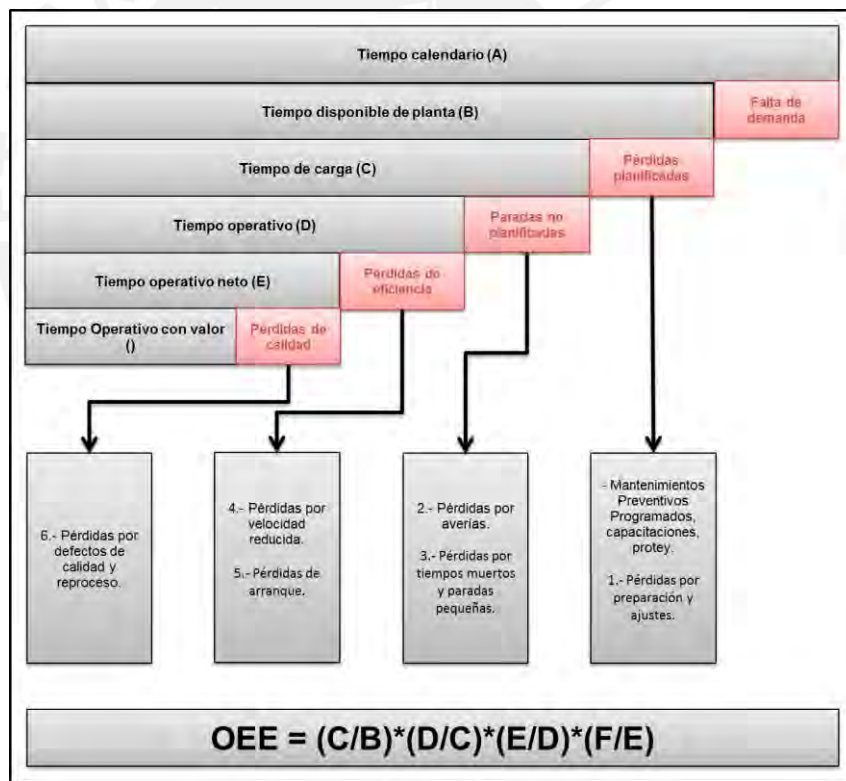 Tiempo calendario (A)
Tiempo disponible de planta (B)
Falta de
demanda
Tiempo de carga (C)
Pérdidas
planificadas
Tiempo operativo (D)
Paradas no
planificadas
Tiempo operativo neto (E)
Pérdidas de
eficiencia
Tiempo Operativo con valor
()
Pérdidas de
calidad
6.- Pérdidas por
defectos de
calidad y
reproceso.
4.- Pérdidas por
velocidad
reducida.
5.- Pérdidas de
arranque.
2.- Pérdidas por
averías.
3.- Pérdidas por
tiempos muertos
y paradas
pequeñas.
- Mantenimientos
Preventivos
Programados,
capacitaciones,
protey.
1.- Pérdidas por
preparación y
ajustes.
OEE = (C/B)*(D/C)*(E/D)*(F/E)